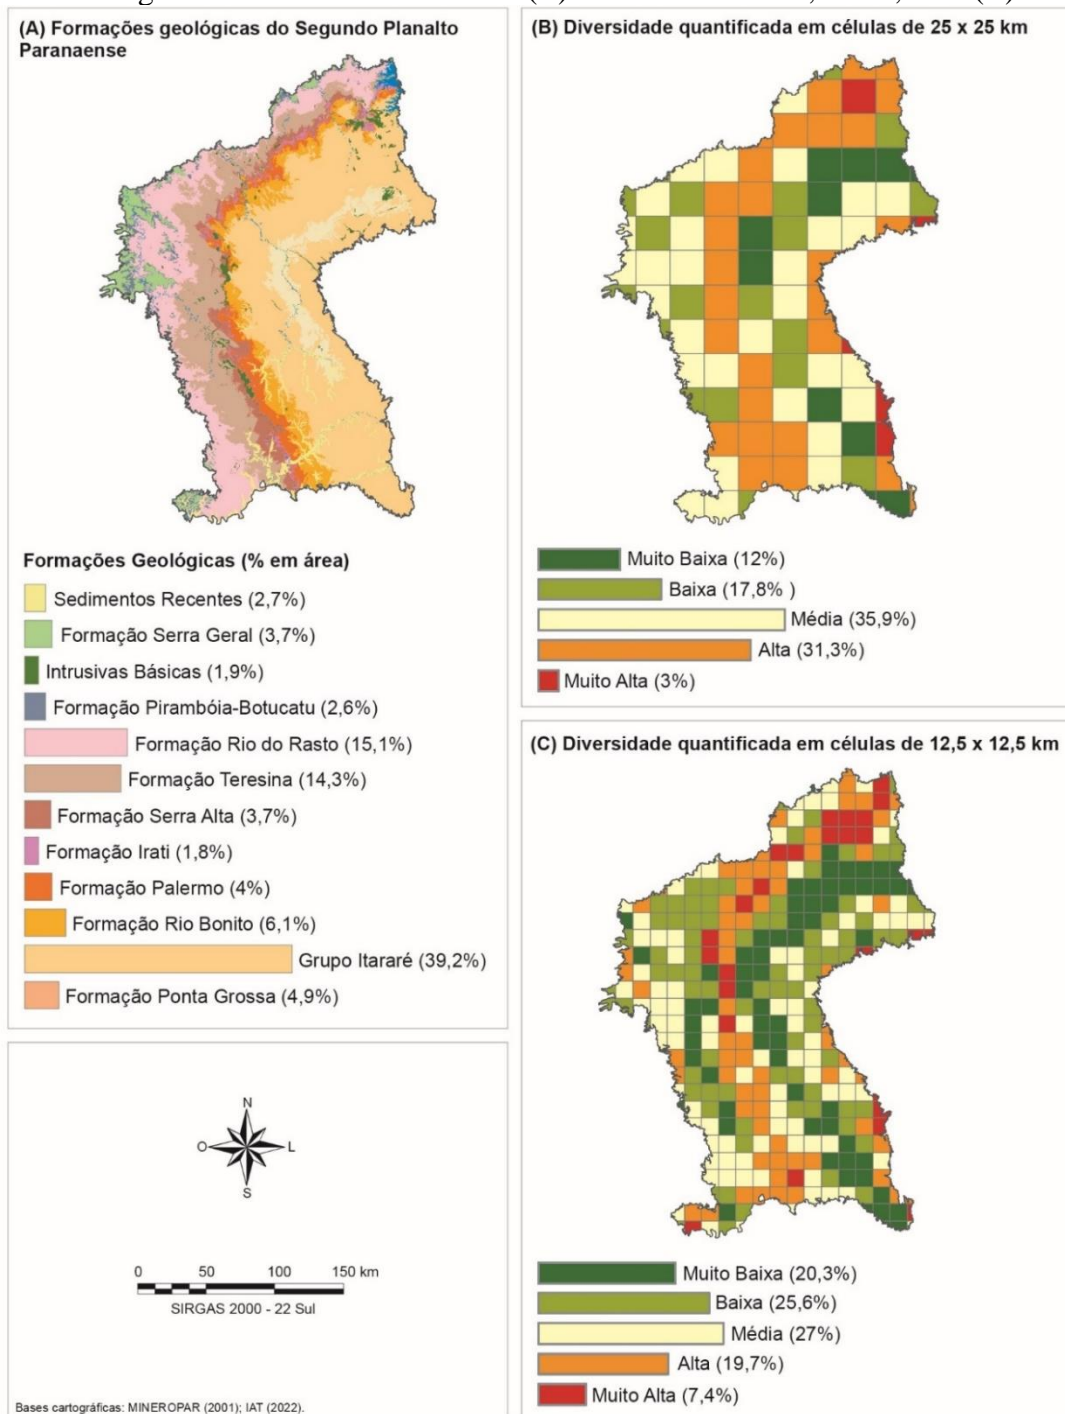 (A) Formações geológicas do Segundo Planalto
Paranaense
Formações Geológicas (% em área)
Sedimentos Recentes (2,7%)
Formação Serra Geral (3,7%)
Intrusivas Básicas (1,9%)
Formação Pirambóia-Botucatu (2,6%)
Formação Rio do Rasto (15,1%)
Formação Teresina (14,3%)
Formação Serra Alta (3,7%)
Formação Irati (1,8%)
Formação Palermo (4%)
Formação Rio Bonito (6,1%)
Grupo Itararé (39,2%)
Formação Ponta Grossa (4,9%)
N
O L
S
0 50 100 150 km
SIRGAS 2000 - 22 Sul
Bases cartográficas: MINEROPAR (2001); IAT (2022).
(B) Diversidade quantificada em células de 25 x 25 km
Muito Baixa (12%)
Baixa (17,8% )
Média (35,9%)
Alta (31,3%)
Muito Alta (3%)
(C) Diversidade quantificada em células de 12,5 x 12,5 km
Muito Baixa (20,3%)
Baixa (25,6%)
Média (27%)
Alta (19,7%)
Muito Alta (7,4%)